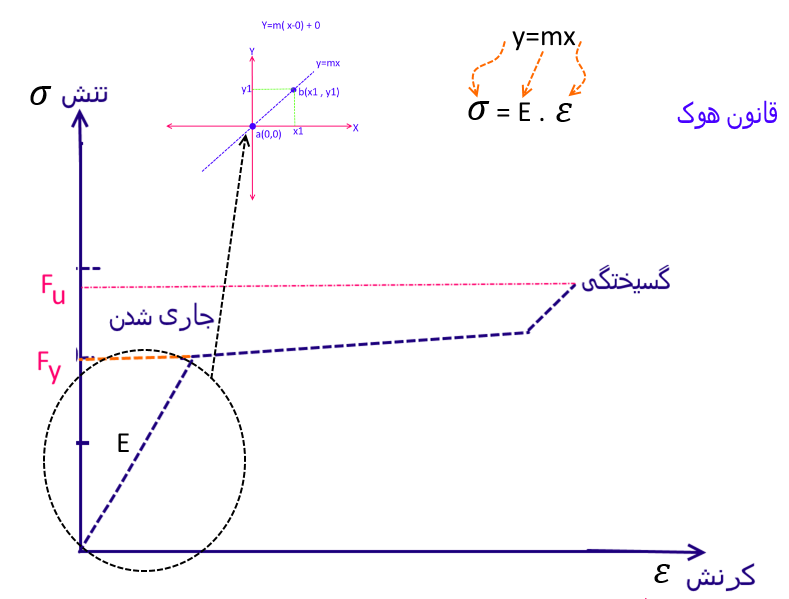 Y=m( x-0) + 0
Y
y=mx
y1
b(x1 , y1)
a(0,0)
x1
X
y=mx
σ = E . ε
قانون هوک
σ تنش
Fu
گسیختگی
جاری شدن
Fy
E
ε کرنش